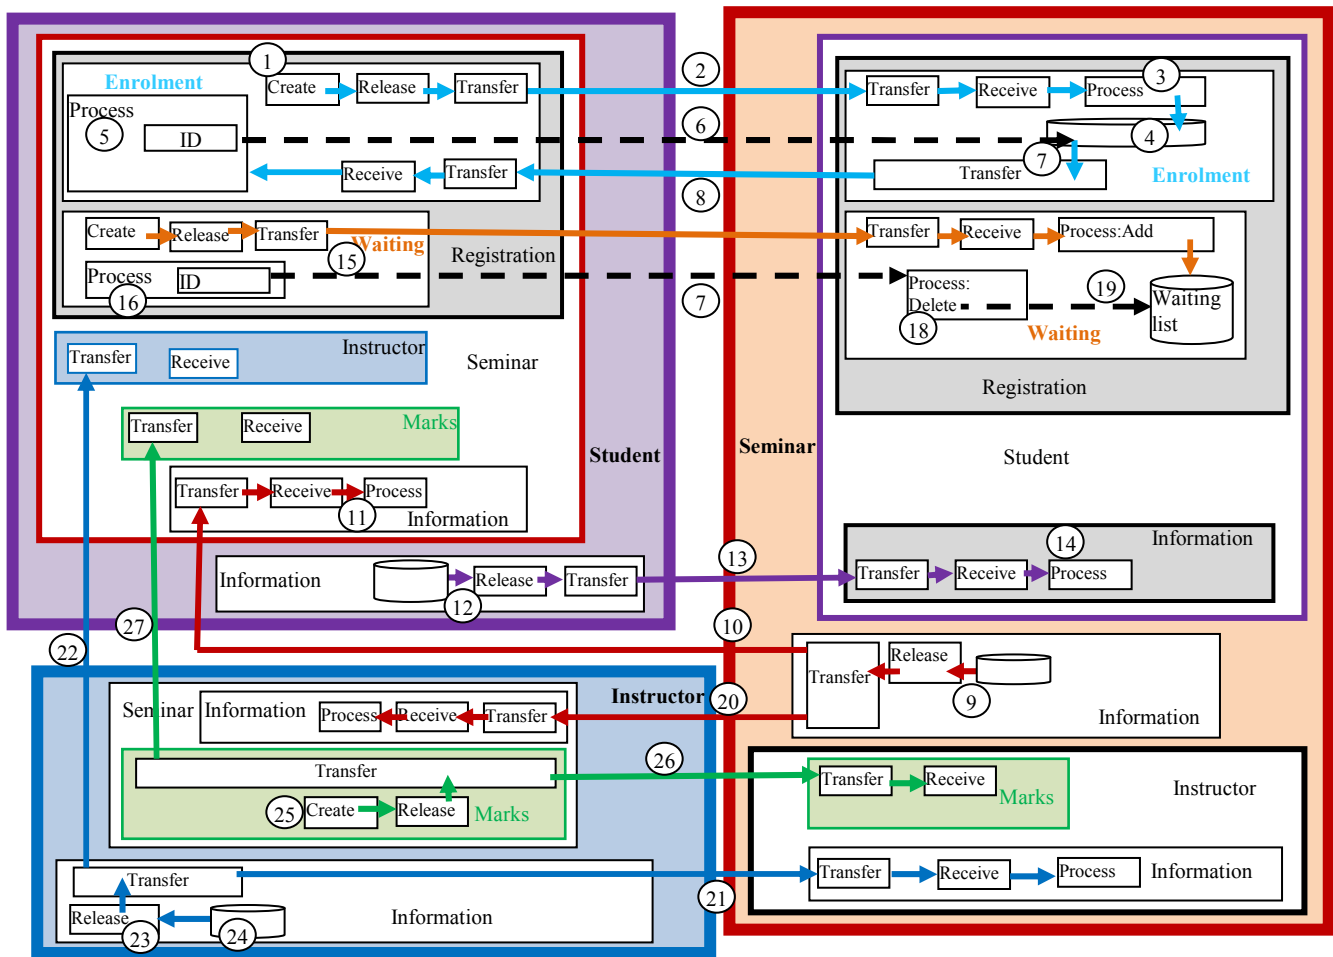 1
Enrolment
Create
Release
Transfer
2
Transfer
Receive
3
Process
Process
5
ID
6
4
Receive
Transfer
8
7
Transfer
Enrolment
Create
Release
Transfer
Waiting
15
Registration
Process
ID
16
7
Transfer
Receive
Process:Add
Process:
Delete
18
19
Waiting
list
Waiting
Registration
Instructor
Transfer
Receive
Seminar
Marks
Transfer
Receive
Student
Seminar
Student
Transfer
Receive
Process
11
Information
Information
12
Release
Transfer
13
14
Information
Transfer
Receive
Process
22
27
10
Transfer
Release
9
Information
Seminar
Information
Process
Receive
Transfer
Instructor
20
Transfer
25
Create
Release
Marks
26
Transfer
Receive
Marks
Instructor
Transfer
Release
23
24
Information
21
Transfer
Receive
Process
Information